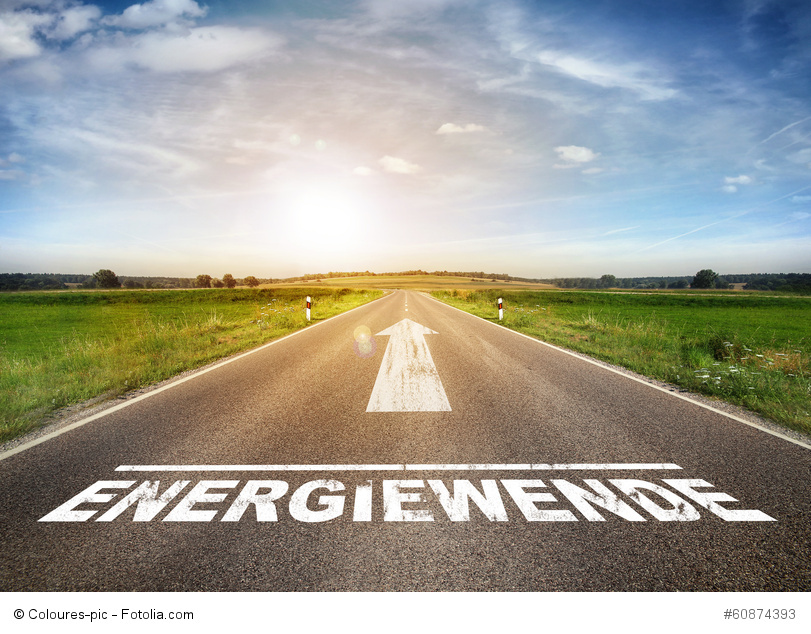 ENERGIEWENDE
© Coloures-pic - Fotolia.com
#60874393